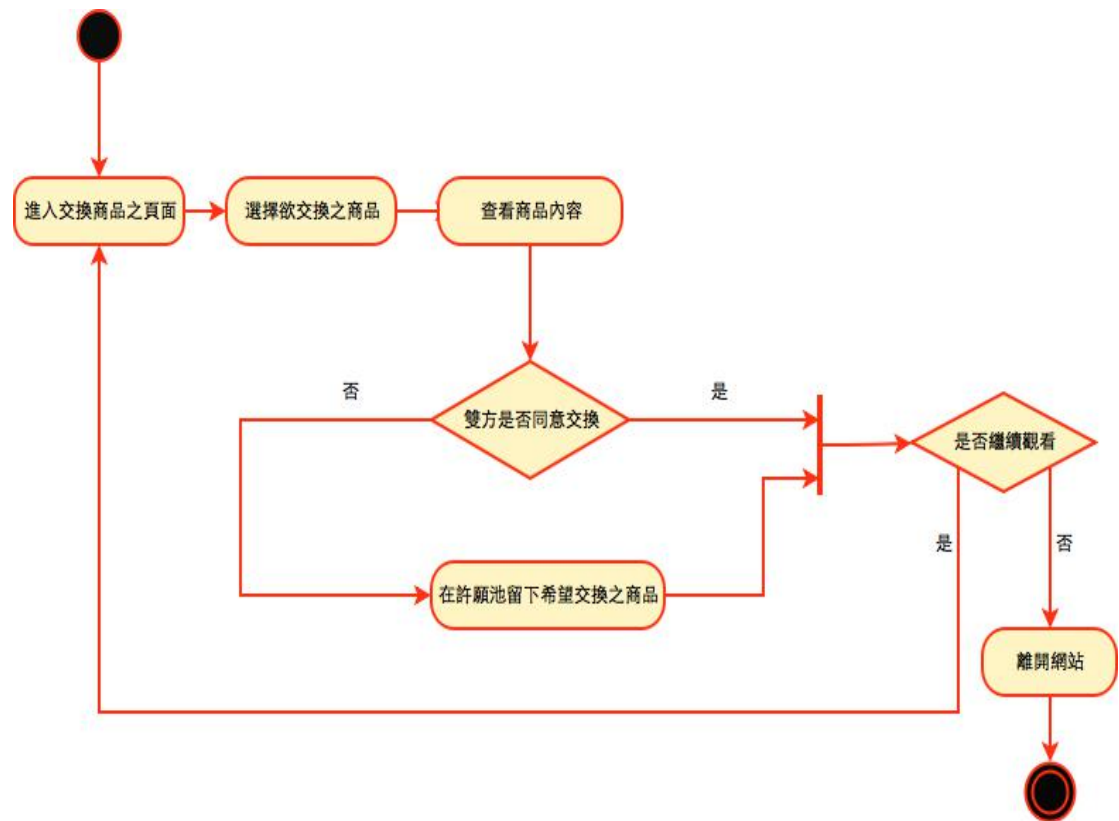 進入交換商品之頁面
選擇欲交換之商品
查看商品內容
否
雙方是否同意交換
是
是否繼續觀看
在許願池留下希望交換之商品
是
否
離開網站